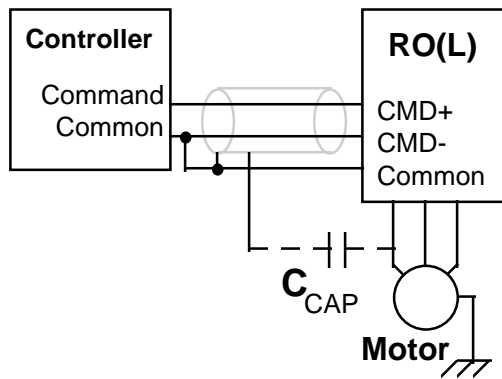 Controller
Command
Common
RO(L)
CMD+
CMD-
Common
C CAP
Motor